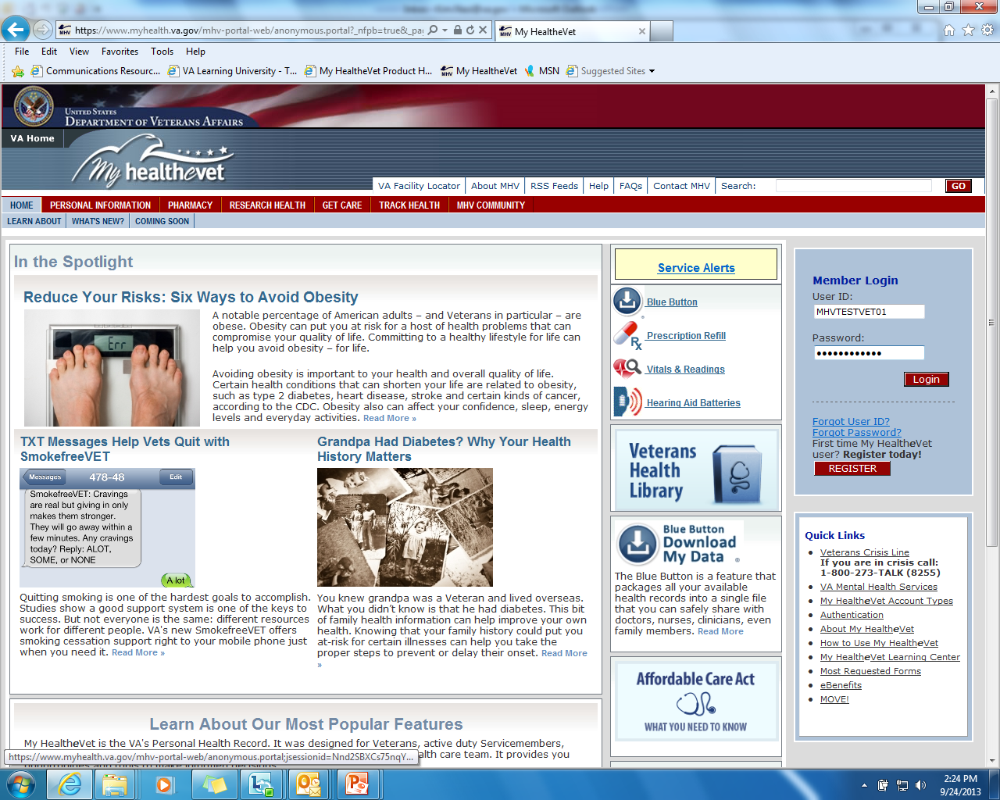 https://www.myhealth.va.gov/mhv-portal-web/anonymous.portal?_nfpb=true&_pa
My HealtheVet
File Edit View Favorites Tools Help
Communications Resourc... VA Learning University - T... My HealtheVet Product H... My HealtheVet MSN Suggested Sites
UNITED STATES
DEPARTMENT OF VETERANS AFFAIRS
VA Home
My healthevet
VA Facility Locator About MHV RSS Feeds Help FAQs Contact MHV Search: GO
HOME PERSONAL INFORMATION PHARMACY RESEARCH HEALTH GET CARE TRACK HEALTH MHV COMMUNITY
LEARN ABOUT WHAT'S NEW? COMING SOON
In the Spotlight
Reduce Your Risks: Six Ways to Avoid Obesity
Err
A notable percentage of American adults – and Veterans in particular – are
obese. Obesity can put you at risk for a host of health problems that can
compromise your quality of life. Committing to a healthy lifestyle for life can
help you avoid obesity – for life.
Avoiding obesity is important to your health and overall quality of life.
Certain health conditions that can shorten your life are related to obesity,
such as type 2 diabetes, heart disease, stroke and certain kinds of cancer,
according to the CDC. Obesity also can affect your confidence, sleep, energy
levels and everyday activities. Read More »
TXT Messages Help Vets Quit with
SmokefreeVET
Messages 478-48 Edit
SmokefreeVET: Cravings
are real but giving in only
makes them stronger.
They will go away within a
few minutes. Any cravings
today? Reply: ALOT,
SOME, or NONE
A lot
Quitting smoking is one of the hardest goals to accomplish.
Studies show a good support system is one of the keys to
success. But not everyone is the same: different resources
work for different people. VA's new SmokefreeVET offers
smoking cessation support right to your mobile phone just
when you need it. Read More »
Grandpa Had Diabetes? Why Your Health
History Matters
You knew grandpa was a Veteran and lived overseas.
What you didn't know is that he had diabetes. This bit
of family health information can help improve your own
health. Knowing that your family history could put you
at-risk for certain illnesses can help you take the
proper steps to prevent or delay their onset. Read More
»
Learn About Our Most Popular Features
My HealtheVet is the VA's Personal Health Record. It was designed for Veterans, active duty Servicemembers,
health care team. It provides you
https://www.myhealth.va.gov/mhv-portal-web/anonymous.portal;jsessionid=Nnd2SBXCs75nqY...
Service Alerts
Blue Button
Prescription Refill
Vitals & Readings
Hearing Aid Batteries
Veterans
Health
Library
Blue Button
Download
My Data
The Blue Button is a feature that
packages all your available
health records into a single file
that you can safely share with
doctors, nurses, clinicians, even
family members. Read More
Affordable Care Act
WHAT YOU NEED TO KNOW
Member Login
User ID:
MHVTESTVET01
Password:
••••••••••••
Login
Forgot User ID?
Forgot Password?
First time My HealtheVet
user? Register today!
REGISTER
Quick Links
• Veterans Crisis Line
If you are in crisis call:
1-800-273-TALK (8255)
• VA Mental Health Services
• My HealtheVet Account Types
• Authentication
• About My HealtheVet
• How to Use My HealtheVet
• My HealtheVet Learning Center
• Most Requested Forms
• eBenefits
• MOVE!
2:24 PM
9/24/2013